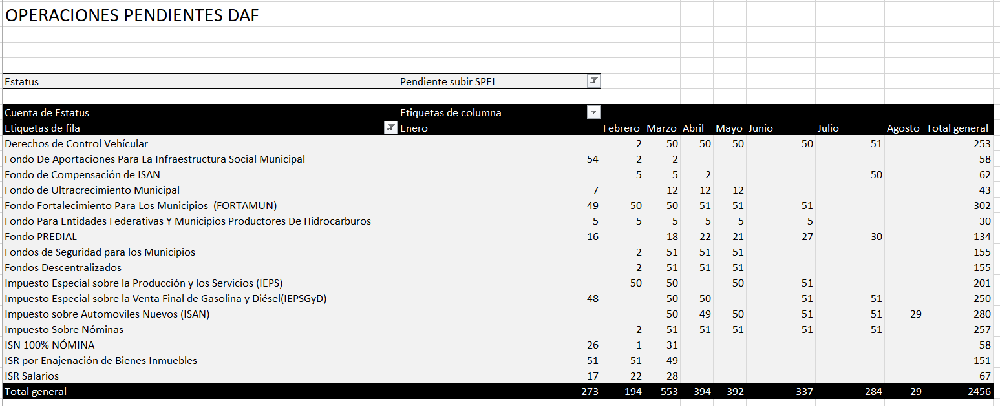 OPERACIONES PENDIENTES DAF
Estatus Pendiente subir SPEI
Cuenta de Estatus Etiquetas de columna
Etiquetas de fila Enero Febrero Marzo Abril Mayo Junio Julio Agosto Total general
Derechos de Control Vehícular 2 50 50 50 50 51 253
Fondo De Aportaciones Para La Infraestructura Social Municipal 54 2 2 58
Fondo de Compensación de ISAN 5 5 2 50 62
Fondo de Ultracrecimiento Municipal 7 12 12 12 43
Fondo Fortalecimiento Para Los Municipios (FORTAMUN) 49 50 50 51 51 51 302
Fondo Para Entidades Federativas Y Municipios Productores De Hidrocarburos 5 5 5 5 5 5 30
Fondo PREDIAL 16 18 22 21 27 30 134
Fondos de Seguridad para los Municipios 2 51 51 51 155
Fondos Descentralizados 2 51 51 51 155
Impuesto Especial sobre la Producción y los Servicios (IEPS) 50 50 50 51 201
Impuesto Especial sobre la Venta Final de Gasolina y Diésel(IEPSGyD) 48 50 50 51 51 250
Impuesto sobre Automoviles Nuevos (ISAN) 50 49 50 51 51 29 280
Impuesto Sobre Nóminas 2 51 51 51 51 51 257
ISN 100% NÓMINA 26 1 31 58
ISR por Enajenación de Bienes Inmuebles 51 51 49 151
ISR Salarios 17 22 28 67
Total general 273 194 553 394 392 337 284 29 2456